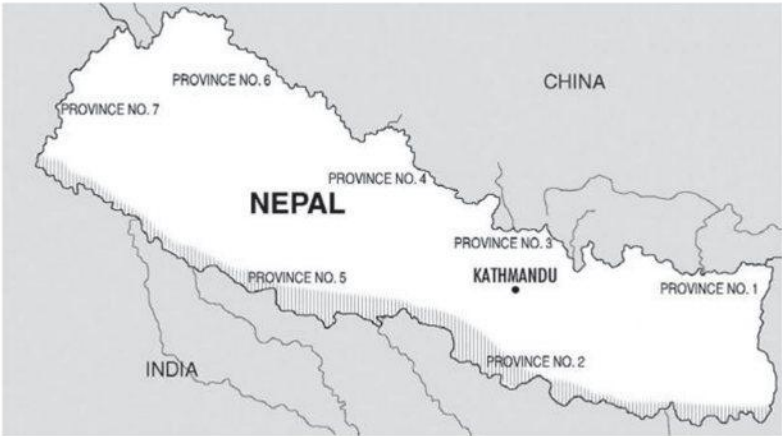 PROVINCE NO. 6
CHINA
PROVINCE NO. 7
PROVINCE NO. 4
NEPAL
PROVINCE NO. 3
KATHMANDU
PROVINCE NO. 5
PROVINCE NO. 1
PROVINCE NO. 2
INDIA